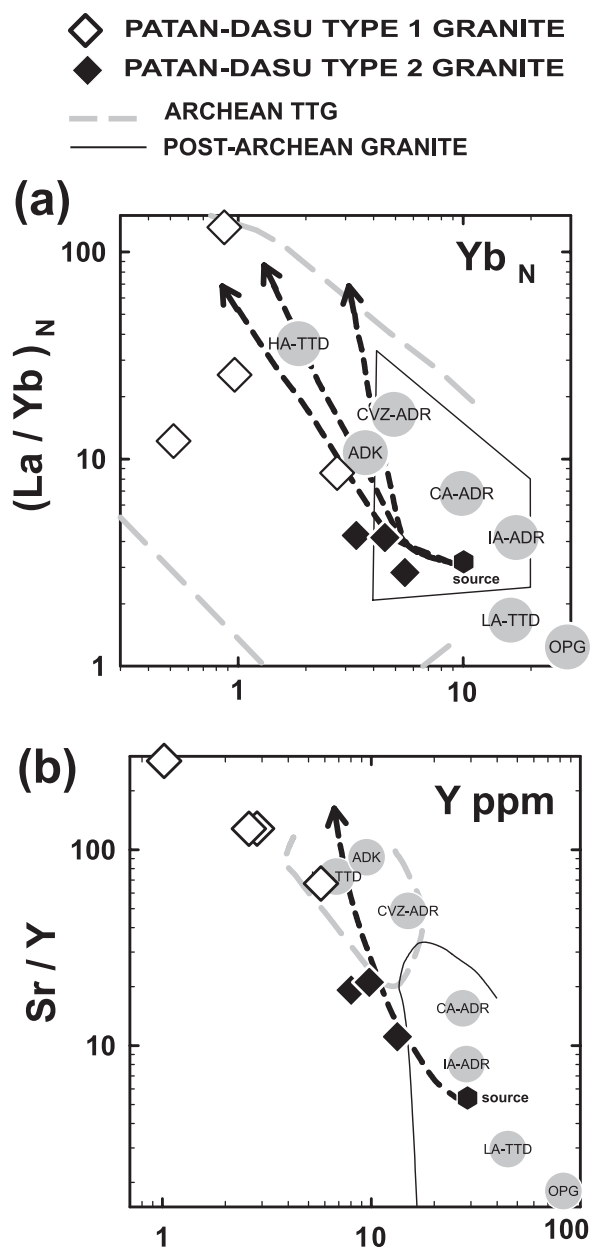 PATAN-DASU TYPE 1 GRANITE
PATAN-DASU TYPE 2 GRANITE
ARCHEAN TTG
POST-ARCHEAN GRANITE
(a)
Yb N
(La / Yb) N
100
10
1
HA-TTD
CVZ-ADR
ADK
CA-ADR
IA-ADR
source
LA-TTD
OPG
1
10
(b)
Y ppm
Sr / Y
100
10
ADK
TTD
CVZ-ADR
CA-ADR
IA-ADR
source
LA-TTD
OPG
1
10
100